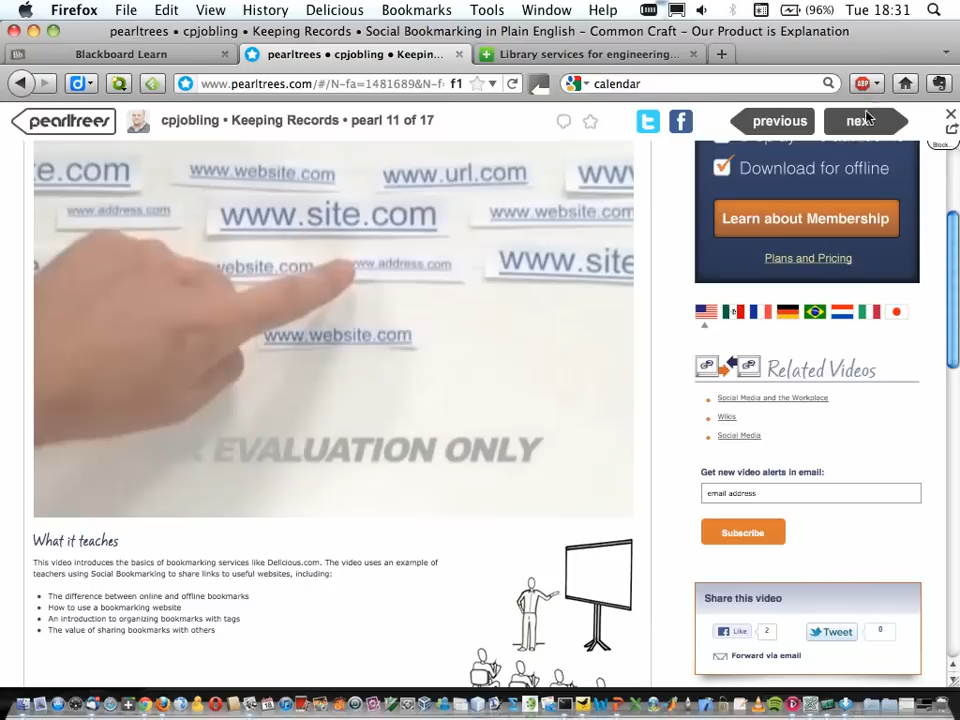 Firefox File Edit View History Delicious Bookmarks Tools Window Help (96%) Tue 18:31
pearltrees • cpjobling • Keeping Records • Social Bookmarking in Plain English – Common Craft – Our Product is Explanation
Blackboard Learn pearltrees • cpjobling • Keepin... Library services for engineering...
www.pearltrees.com/#/N-fa=1481689&N-f f1 calendar ABP
pearltrees cpjobling • Keeping Records • pearl 11 of 17 previous next
Block...
e.com www.website.com www.url.com
www.address.com www.site.com www.website.com
website.com www.address.com www.site
www.website.com
EVALUATION ONLY
Download for offline
Learn about Membership
Plans and Pricing
Related Videos
Social Media and the Workplace
Wikis
Social Media
Get new video alerts in email:
email address
Subscribe
What it teaches
This video introduces the basics of bookmarking services like Delicious.com. The video uses an example of
teachers using Social Bookmarking to share links to useful websites, including:
The difference between online and offline bookmarks
How to use a bookmarking website
An introduction to organizing bookmarks with tags
The value of sharing bookmarks with others
Share this video
Like 2 Tweet 0
Forward via email